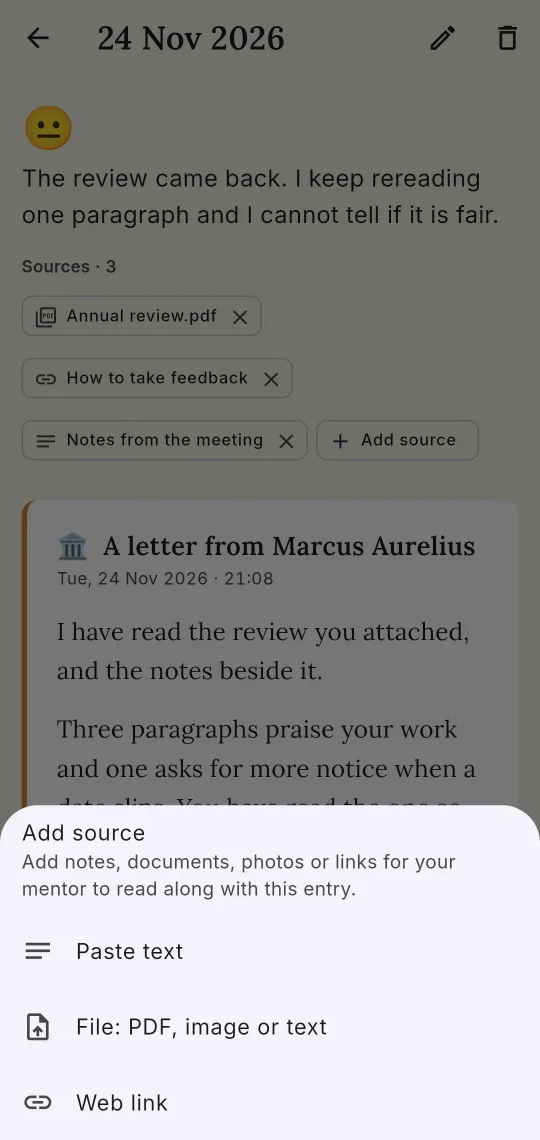 24 Nov 2026
The review came back. I keep rereading
one paragraph and I cannot tell if it is fair.
Sources · 3
PDF Annual review.pdf
How to take feedback
Notes from the meeting
Add source
A letter from Marcus Aurelius
Tue, 24 Nov 2026 · 21:08
I have read the review you attached,
and the notes beside it.
Three paragraphs praise your work
and one asks for more notice when a
Add source
Add notes, documents, photos or links for your
mentor to read along with this entry.
Paste text
File: PDF, image or text
Web link